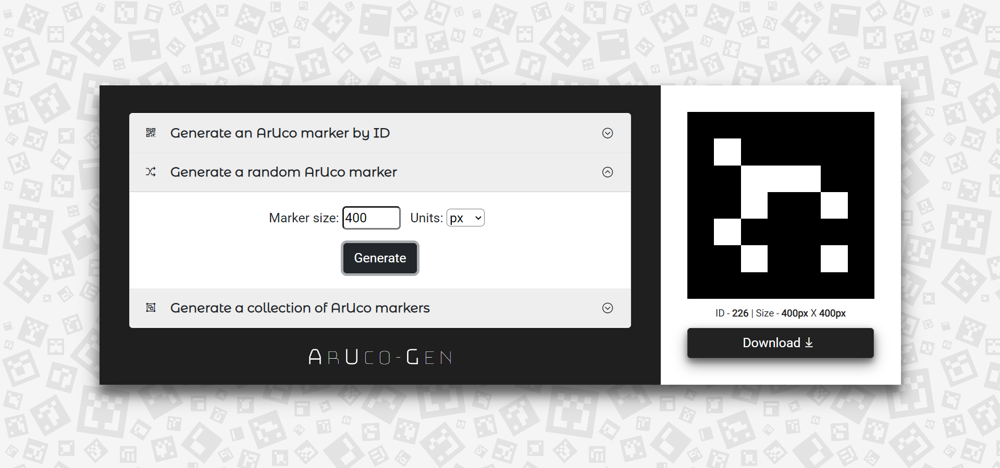 Generate an ArUco marker by ID
Generate a random ArUco marker
Marker size: 400 Units: px
Generate
Generate a collection of ArUco markers
ArUco-Gen
ID - 226 | Size - 400px X 400px
Download